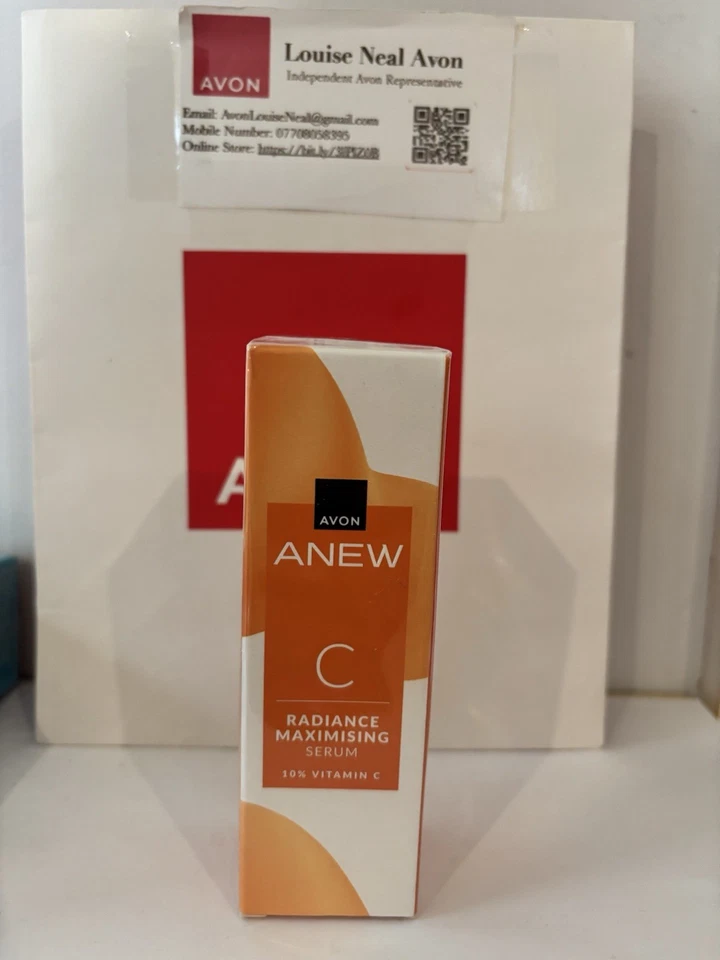 AVON
Louise Neal Avon
Independent Avon Representative
Email: AvonLouiseNeal@gmail.com
Mobile Number: 07708058395
Online Store:
A
AVON
ANEW
C
RADIANCE
MAXIMISING
SERUM
10% VITAMIN C